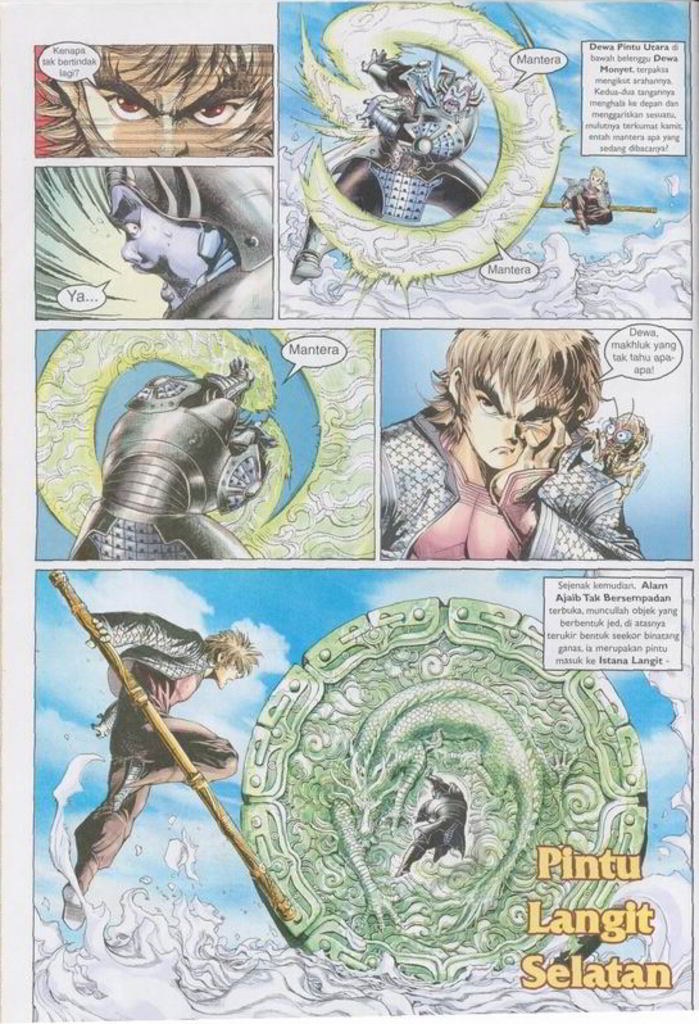 Kenapa
tak bertindak
lagi?
Ya...
Mantera
Dewa Pintu Utara di
bawah belenggu Dewa
Monyet, terpaksa
mengikut arahannya.
Kedua-dua tangannya
menghala ke depan dan
menggariskan sesuatu,
mulutnya terkumat kamit,
entah mantera apa yang
sedang dibacanya?
Mantera
Mantera
Dewa,
makhluk yang
tak tahu apa-
apa!
Sejenak kemudian, Alam
Ajaib Tak Bersempadan
terbuka, muncullah objek yang
berbentuk jed, di atasnya
terukir bentuk seekor binatang
ganas, ia merupakan pintu
masuk ke Istana Langit -
Pintu
Langit
Selatan